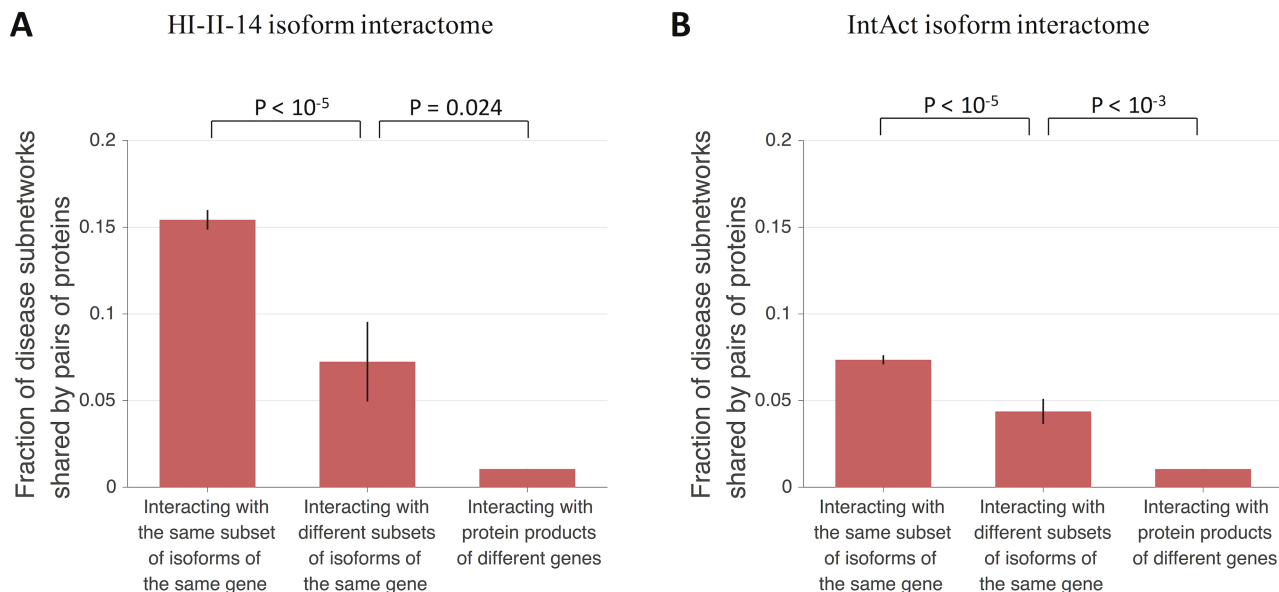 A
HI-II-14 isoform interactome
P < 10-5
P = 0.024
Fraction of disease subnetworks
shared by pairs of proteins
0.2
0.15
0.1
0.05
0
Interacting with
the same subset
of isoforms of
the same gene
Interacting with
different subsets
of isoforms of
the same gene
Interacting with
protein products
of different genes
B
IntAct isoform interactome
P < 10-5
P < 10-3
Fraction of disease subnetworks
shared by pairs of proteins
0.2
0.15
0.1
0.05
0
Interacting with
the same subset
of isoforms of
the same gene
Interacting with
different subsets
of isoforms of
the same gene
Interacting with
protein products
of different genes